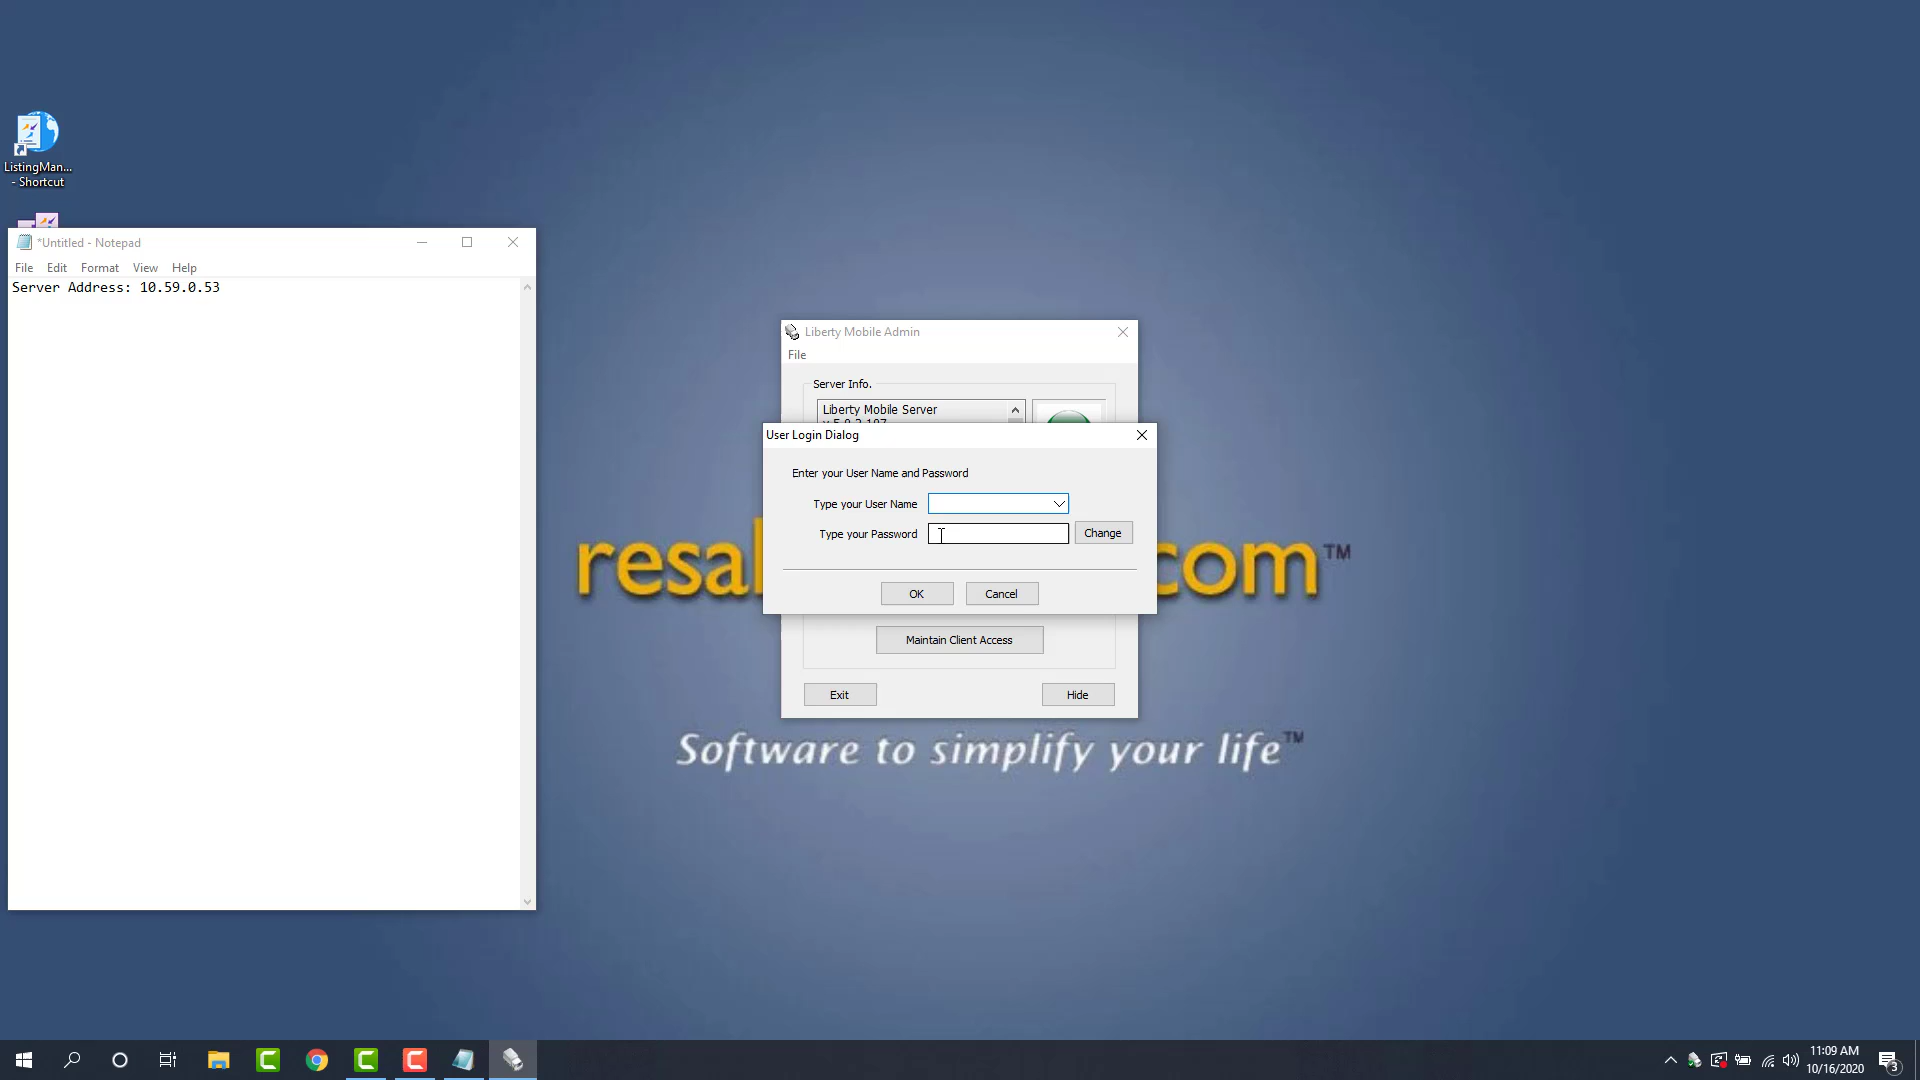 ListingMan...
- Shortcut
*Untitled - Notepad
File Edit Format View Help
Server Address: 10.59.0.53
Liberty Mobile Admin
File
Server Info.
Liberty Mobile Server
User Login Dialog
Enter your User Name and Password
Type your User Name
Type your Password
Change
OK
Cancel
resal
com™
Maintain Client Access
Exit
Hide
Software to simplify your life™
11:09 AM
10/16/2020
3